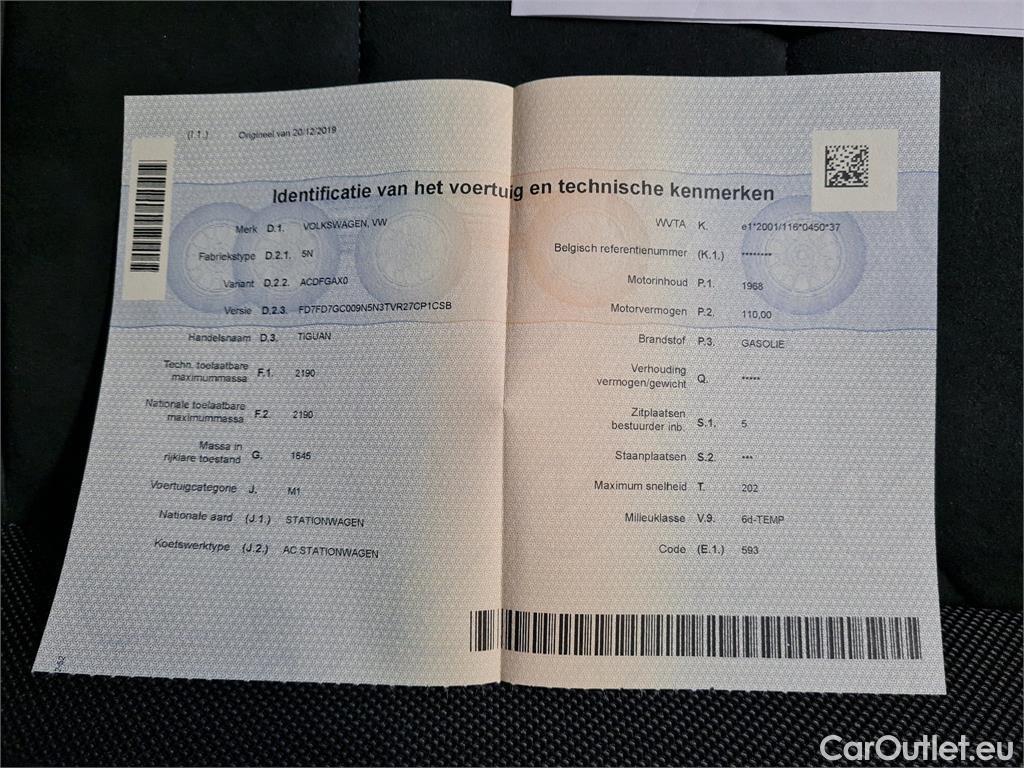 (I.1.) Origineel van 20/12/2019
Identificatie van het voertuig en technische kenmerken
Merk D.1. VOLKSWAGEN, VW
Fabriekstype D.2.1. 5N
Variant D.2.2. ACDFGAX0
Versie D.2.3. FD7FD7GC009N5N3TVR27CP1CSB
Handelsnaam D.3. TIGUAN
Techn. toelaatbare
maximummassa F.1. 2190
Nationale toelaatbare
maximummassa F.2. 2190
Massa in
rijklare toestand G. 1645
Voertuigcategorie J. M1
Nationale aard (J.1.) STATIONWAGEN
Koetswerktype (J.2.) AC STATIONWAGEN
WVTA K. e1*2001/116*0450*37
Belgisch referentienummer (K.1.) ********
Motorinhoud P.1. 1968
Motorvermogen P.2. 110,00
Brandstof P.3. GASOLIE
Verhouding
vermogen/gewicht Q. *****
Zitplaatsen
bestuurder inb. S.1. 5
Staanplaatsen S.2. ***
Maximum snelheid T. 202
Milieuklasse V.9. 6d-TEMP
Code (E.1.) 593
CarOutlet.eu